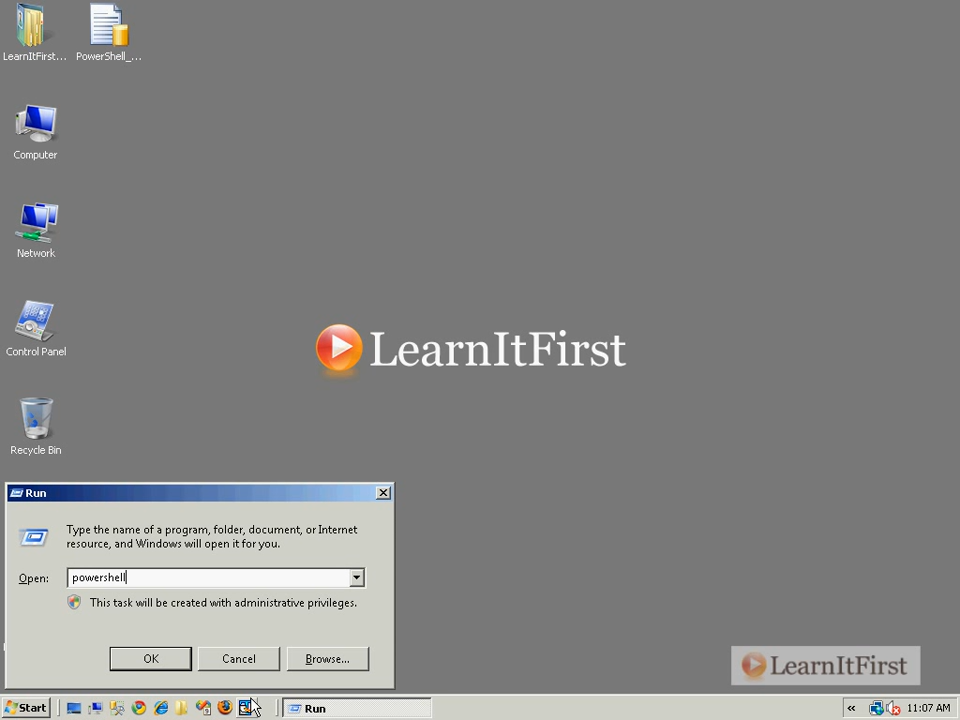 LearnItFirst...
PowerShell_...
Computer
Network
Control Panel
Recycle Bin
LearnItFirst
Run
Type the name of a program, folder, document, or Internet
resource, and Windows will open it for you.
Open:
powershell
This task will be created with administrative privileges.
OK
Cancel
Browse...
LearnItFirst
Start
Run
11:07 AM